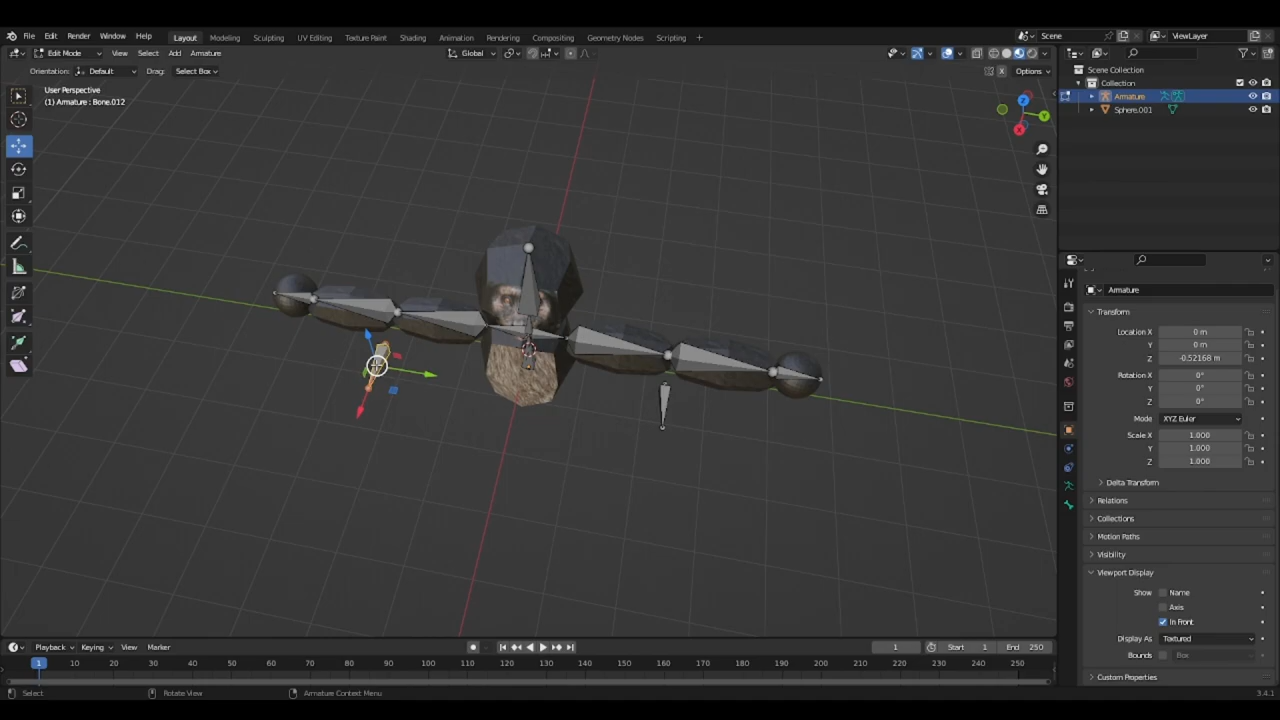 File Edit Render Window Help Layout Modeling Sculpting UV Editing Texture Paint Shading Animation Rendering Compositing Geometry Nodes Scripting + Scene ViewLayer
Edit Mode View Select Add Armature Global
Orientation: Default Drag: Select Box X Options
User Perspective
(1) Armature : Bone.012
Z
Y
X
Scene Collection
Collection
Armature
Sphere.001
Armature
Transform
Location X 0 m
Y 0 m
Z -0.52168 m
Rotation X 0°
Y 0°
Z 0°
Mode XYZ Euler
Scale X 1.000
Y 1.000
Z 1.000
Delta Transform
Relations
Collections
Motion Paths
Visibility
Viewport Display
Show Name
Axis
In Front
Display As Textured
Bounds Box
Custom Properties
Playback Keying View Marker 1 Start 1 End 250
1 10 20 30 40 50 60 70 80 90 100 110 120 130 140 150 160 170 180 190 200 210 220 230 240 250
Select Rotate View Armature Context Menu 3.4.1